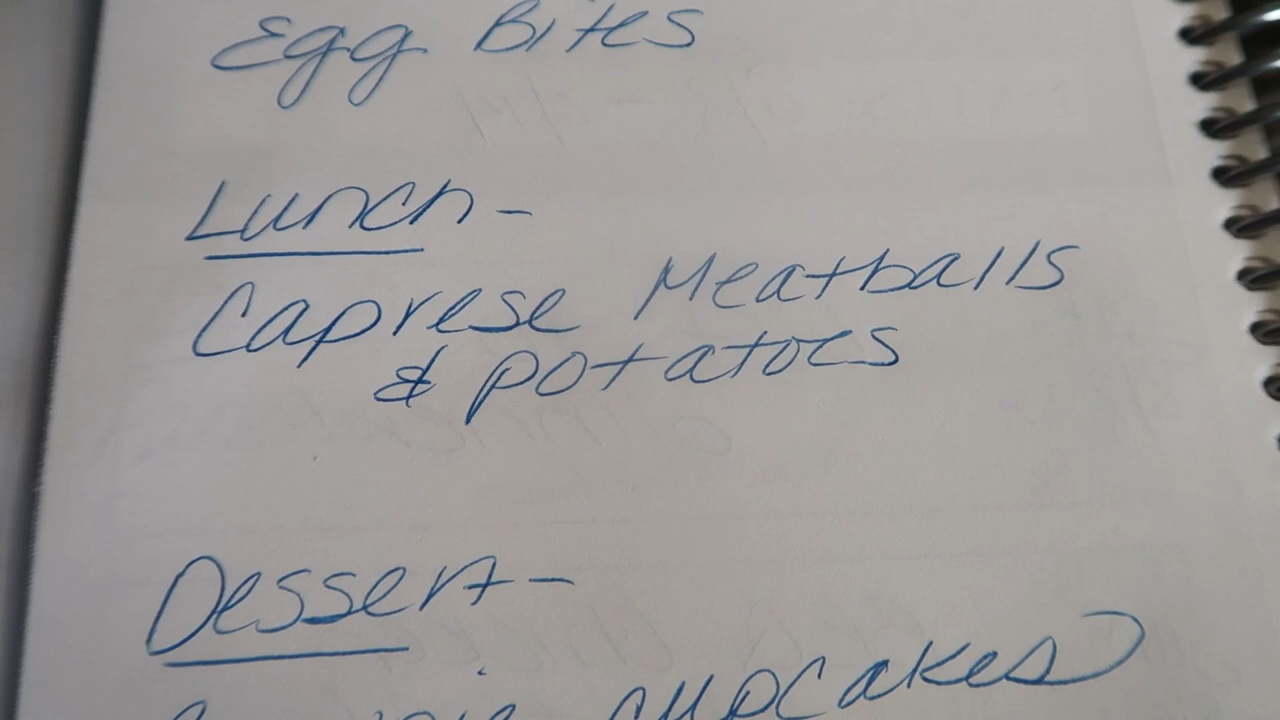 Egg Bites
Lunch-
Caprese Meatballs
& potatoes
Dessert-
cupcakes